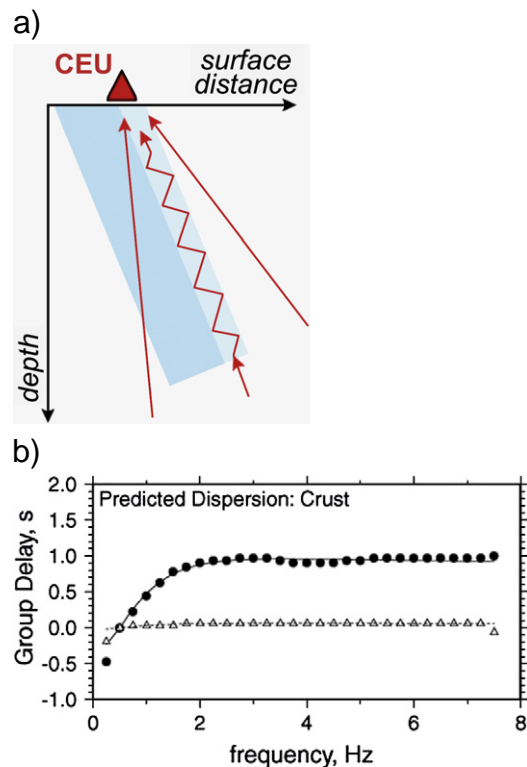 a)
CEU
surface
distance
depth
b)
Predicted Dispersion: Crust
Group Delay, s
2.0
1.5
1.0
0.5
0.0
-0.5
-1.0
0 2 4 6 8
frequency, Hz